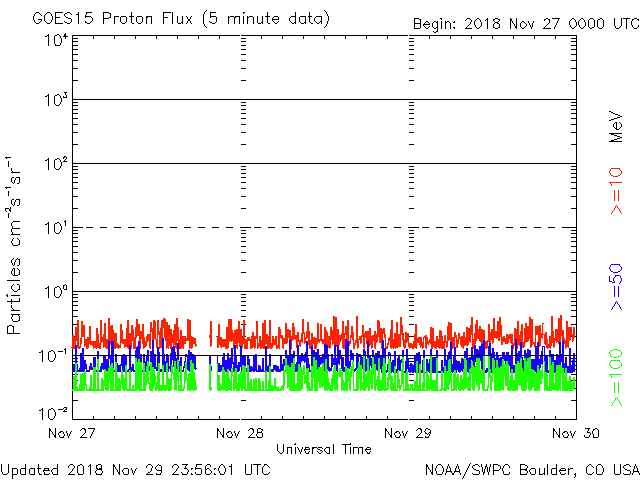 GOES15 Proton Flux (5 minute data)
Begin: 2018 Nov 27 0000 UTC
Particles cm⁻²s⁻¹sr⁻¹
10⁴
10³
10²
10¹
10⁰
10⁻¹
10⁻²
Nov 27
Nov 28
Nov 29
Nov 30
Universal Time
MeV
>=10
>=50
>=100
Updated 2018 Nov 29 23:56:01 UTC
NOAA/SWPC Boulder, CO USA